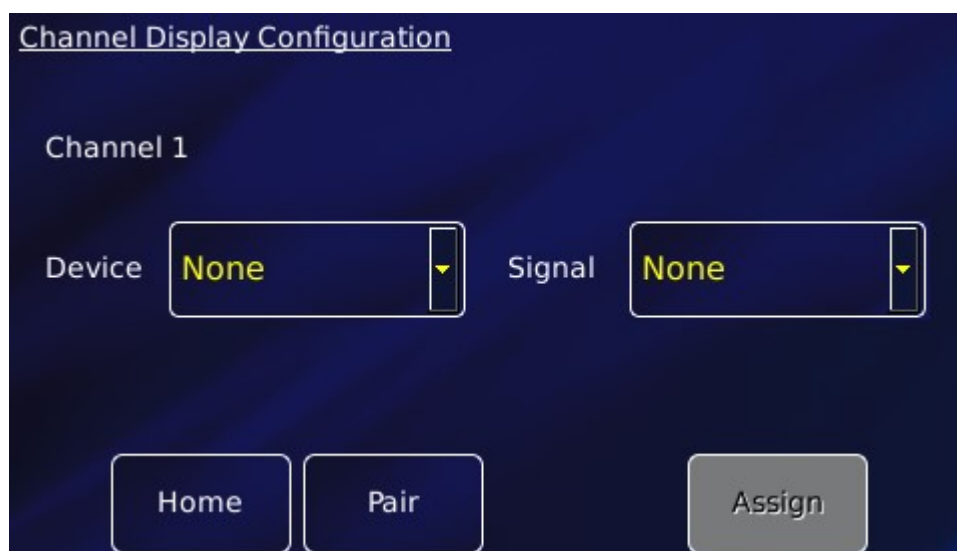 Channel Display Configuration
Channel 1
Device None Signal None
Home Pair Assign